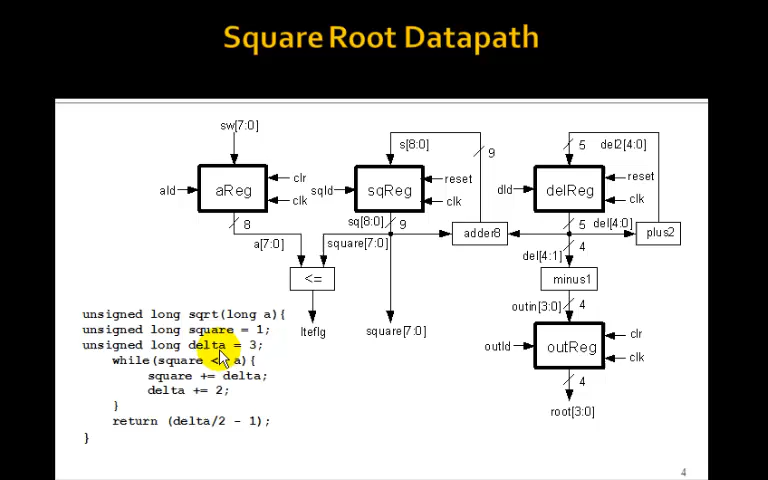 Square Root Datapath
sw[7:0]
s[8:0]
9
5
del2[4:0]
ald
aReg
clr
clk
sqld
sqReg
reset
clk
dld
delReg
reset
clk
8
sq[8:0]
9
5
del[4:0]
a[7:0]
square[7:0]
adder8
plus2
4
del[4:1]
<=
minus1
outin[3:0]
4
lteflg
square[7:0]
outld
outReg
clr
clk
4
root[3:0]
unsigned long sqrt(long a){
unsigned long square = 1;
unsigned long delta = 3;
while(square <= a){
square += delta;
delta += 2;
}
return (delta/2 - 1);
}
4